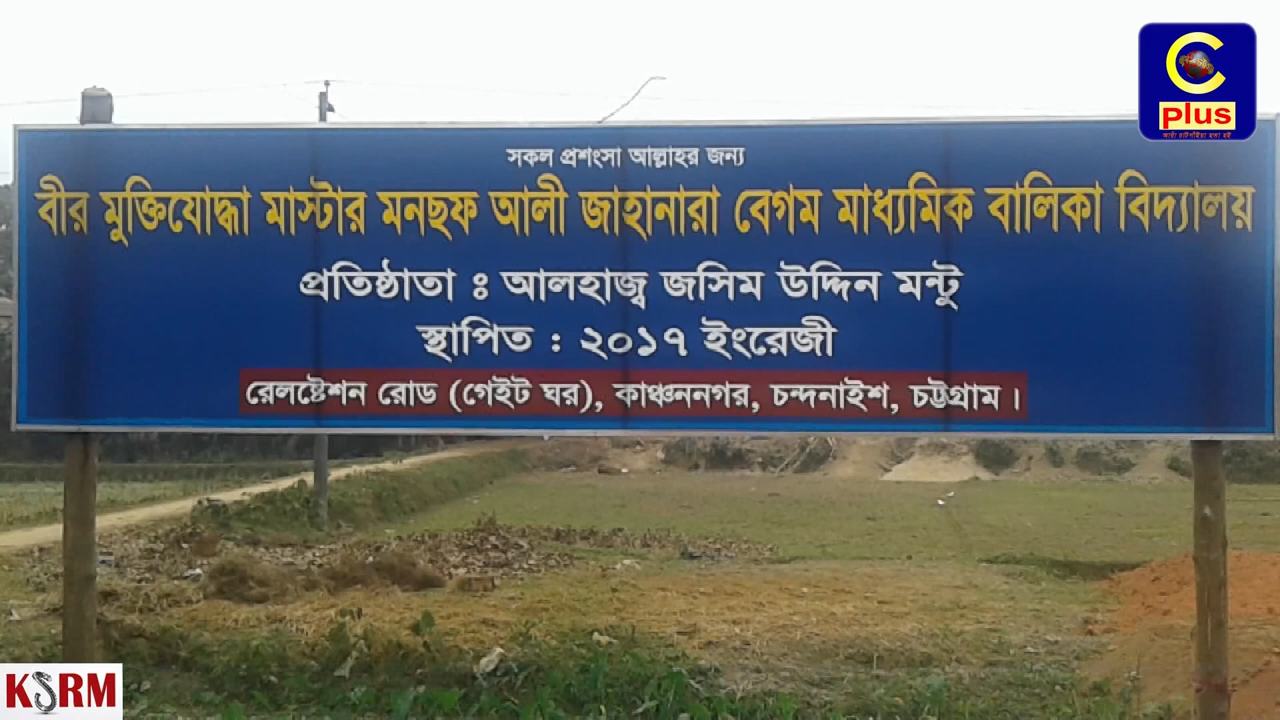 C
plus
সকল প্রশংসা আল্লাহর জন্য
বীর মুক্তিযোদ্ধা মাস্টার মনছফ আলী জাহানারা বেগম মাধ্যমিক বালিকা বিদ্যালয়
প্রতিষ্ঠাতা ঃ আলহাজ্ব জসিম উদ্দিন মন্টু
স্থাপিত : ২০১৭ ইংরেজী
রেলষ্টেশন রোড (গেইট ঘর), কাঞ্চননগর, চন্দনাইশ, চট্টগ্রাম।
KSRM